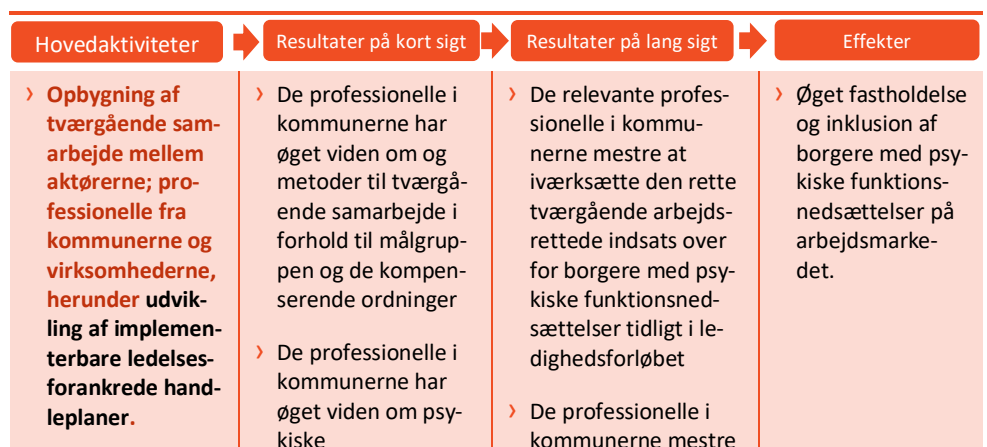 Hovedaktiviteter
Resultater på kort sigt
Resultater på lang sigt
Effekter
› Opbygning af
tværgående sam-
arbejde mellem
aktørerne; pro-
fessionelle fra
kommunerne og
virksomhederne,
herunder udvik-
ling af implemen-
terbare ledelses-
forankrede hand-
leplaner.
› De professionelle i
kommunerne har
øget viden om og
metoder til tværgå-
ende samarbejde i
forhold til målgrup-
pen og de kompen-
serende ordninger
› De professionelle i
kommunerne har
øget viden om psy-
kiske
› De relevante profes-
sionelle i kommu-
nerne mestre at
iværksætte den rette
tværgående arbejds-
rettede indsats over
for borgere med psy-
kiske funktionsned-
sættelser tidligt i le-
dighedsforløbet
› De professionelle i
kommunerne mestre
› Øget fastholdelse
og inklusion af
borgere med psy-
kiske funktions-
nedsættelser på
arbejdsmarke-
det.